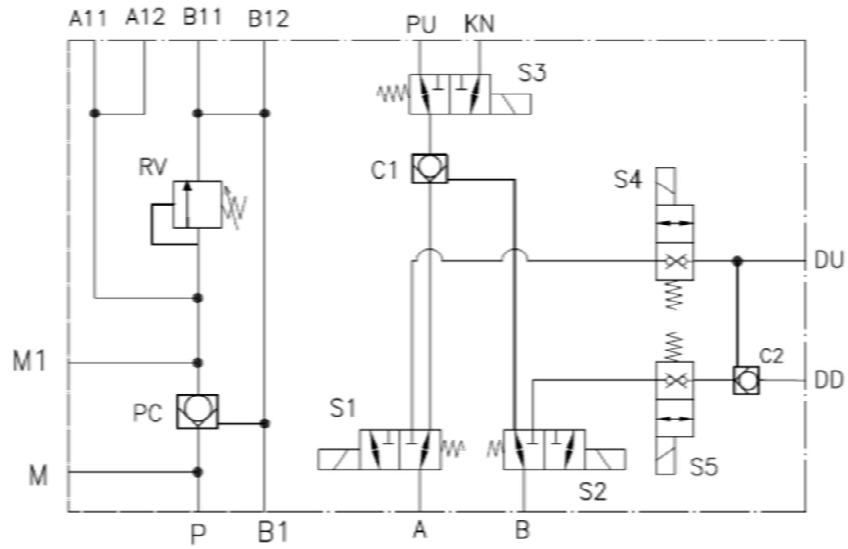 A11 A12 B11 B12 PU KN
S3
RV
C1
S4
DU
M1
C2
DD
PC
S1
M
S5
S2
P B1 A B